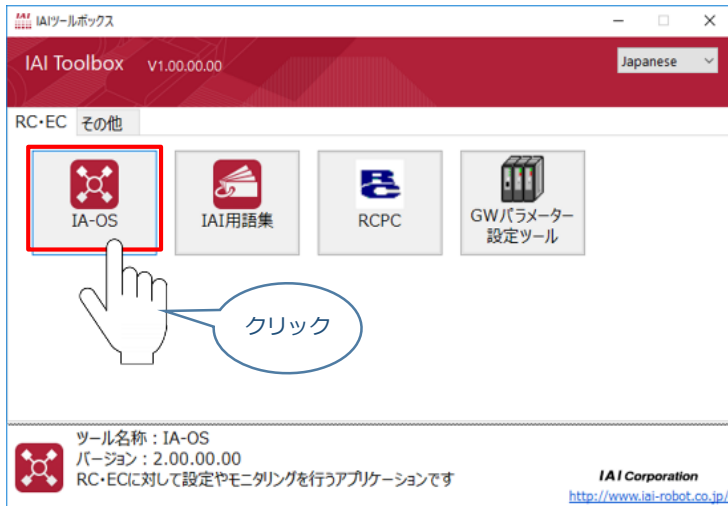 IAI IAIツールボックス
IAI Toolbox V1.00.00.00
Japanese
RC・EC その他
IA-OS
IAI用語集
RCPC
GWパラメーター
設定ツール
クリック
ツール名称：IA-OS
バージョン：2.00.00.00
RC・ECに対して設定やモニタリングを行うアプリケーションです
IAI Corporation
http://www.iai-robot.co.jp/